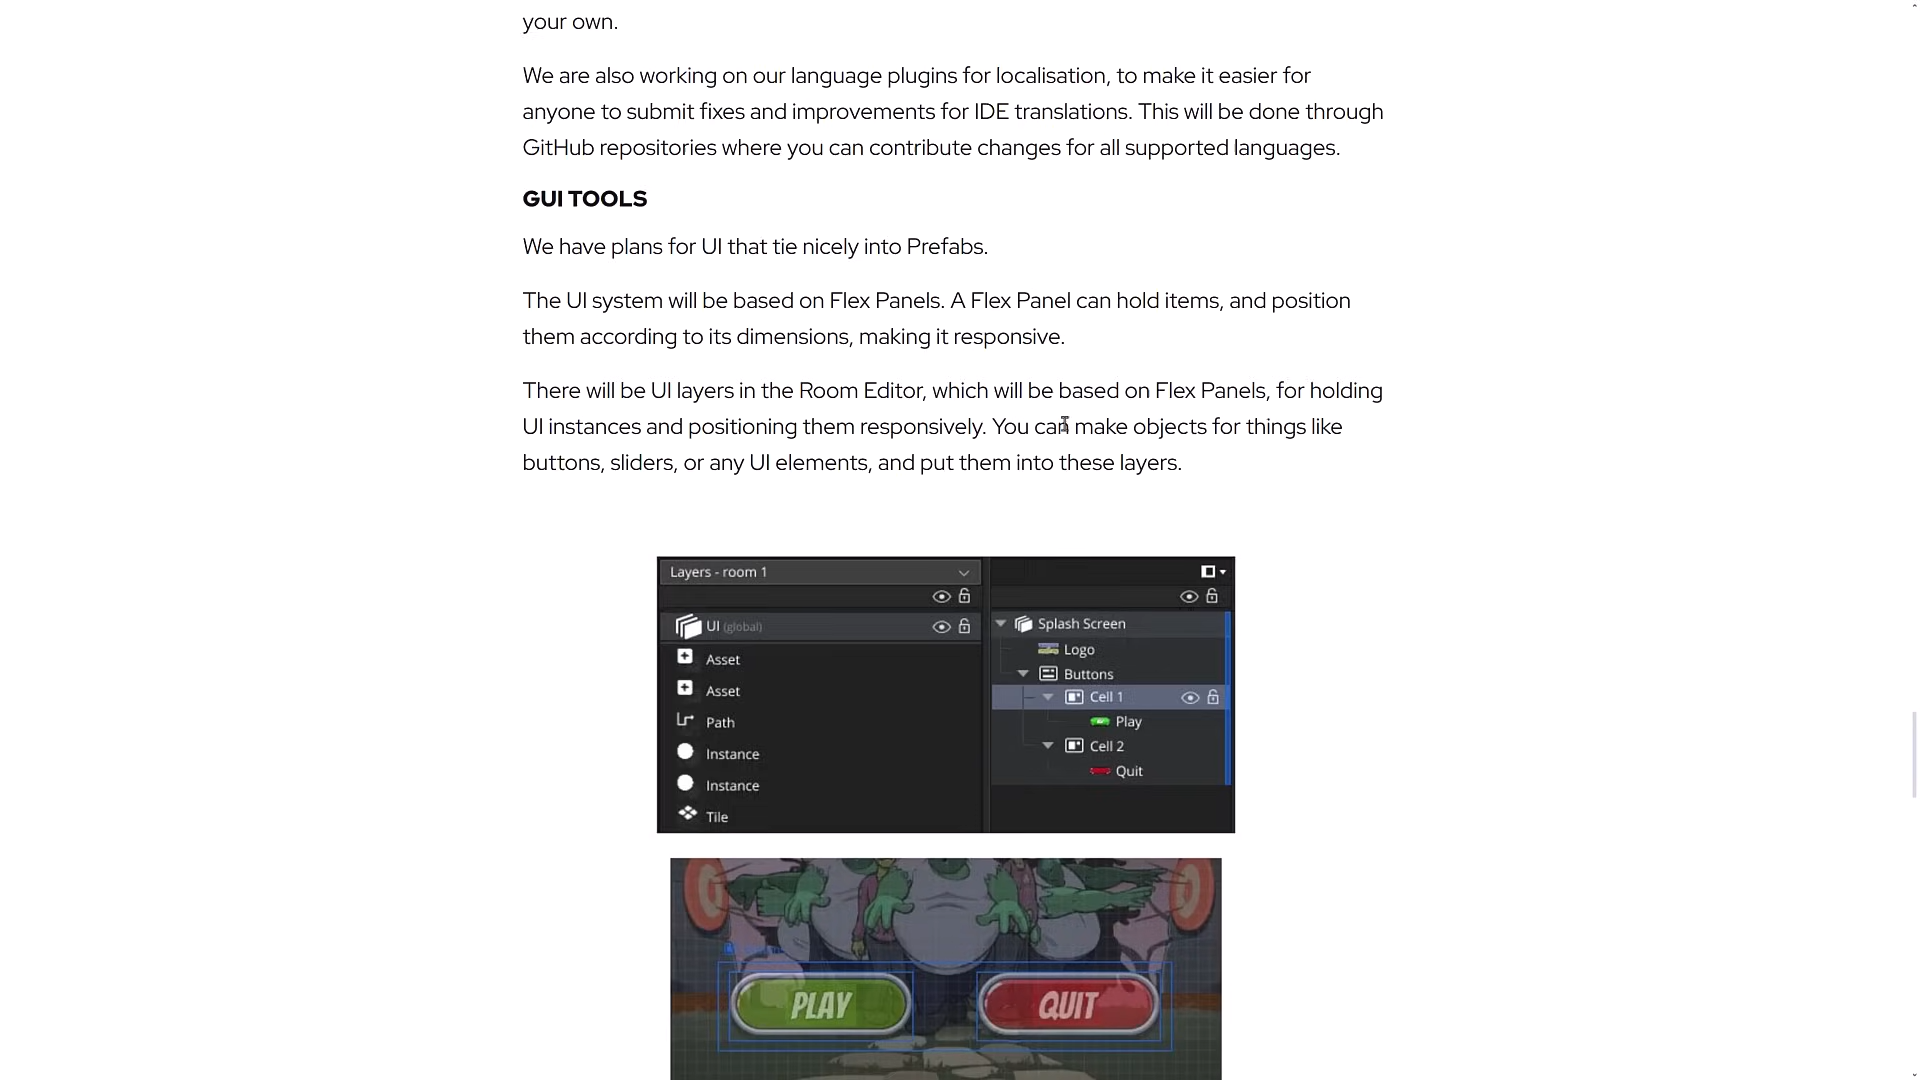 your own.
We are also working on our language plugins for localisation, to make it easier for
anyone to submit fixes and improvements for IDE translations. This will be done through
GitHub repositories where you can contribute changes for all supported languages.
GUI TOOLS
We have plans for UI that tie nicely into Prefabs.
The UI system will be based on Flex Panels. A Flex Panel can hold items, and position
them according to its dimensions, making it responsive.
There will be UI layers in the Room Editor, which will be based on Flex Panels, for holding
UI instances and positioning them responsively. You can make objects for things like
buttons, sliders, or any UI elements, and put them into these layers.
Layers - room 1
UI (global)
Asset
Asset
Path
Instance
Instance
Tile
Splash Screen
Logo
Buttons
Cell 1
Play
Cell 2
Quit
PLAY
QUIT